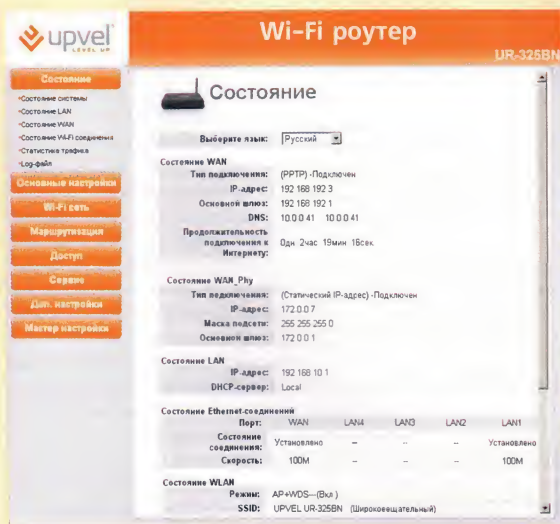 upvel
LEVEL UP
Wi-Fi роутер
UR-325BN
Состояние
•Состояние системы
•Состояние LAN
•Состояние WAN
•Состояние Wi-Fi соединения
•Статистика трафика
•Log-файл
Основные настройки
Wi-Fi сеть
Маршрутизация
Доступ
Сервис
Доп. настройки
Мастер настройки
Состояние
Выберите язык: Русский
Состояние WAN
Тип подключения: (PPTP) -Подключен
IP-адрес: 192 168 192 3
Основной шлюз: 192 168 192 1
DNS: 10 0 0 41 10 0 0 41
Продолжительность подключения к Интернету: 0дн 2час 19мин 16сек
Состояние WAN_Phy
Тип подключения: (Статический IP-адрес) -Подключен
IP-адрес: 172 0 0 7
Маска подсети: 255 255 255 0
Основной шлюз: 172 0 0 1
Состояние LAN
IP-адрес: 192 168 10 1
DHCP-сервер: Local
Состояние Ethernet-соединений
Порт: WAN LAN4 LAN3 LAN2 LAN1
Состояние соединения: Установлено -- -- -- Установлено
Скорость: 100M -- -- -- 100M
Состояние WLAN
Режим: AP+WDS---(Вкл )
SSID: UPVEL UR-325BN (Широковещательный)